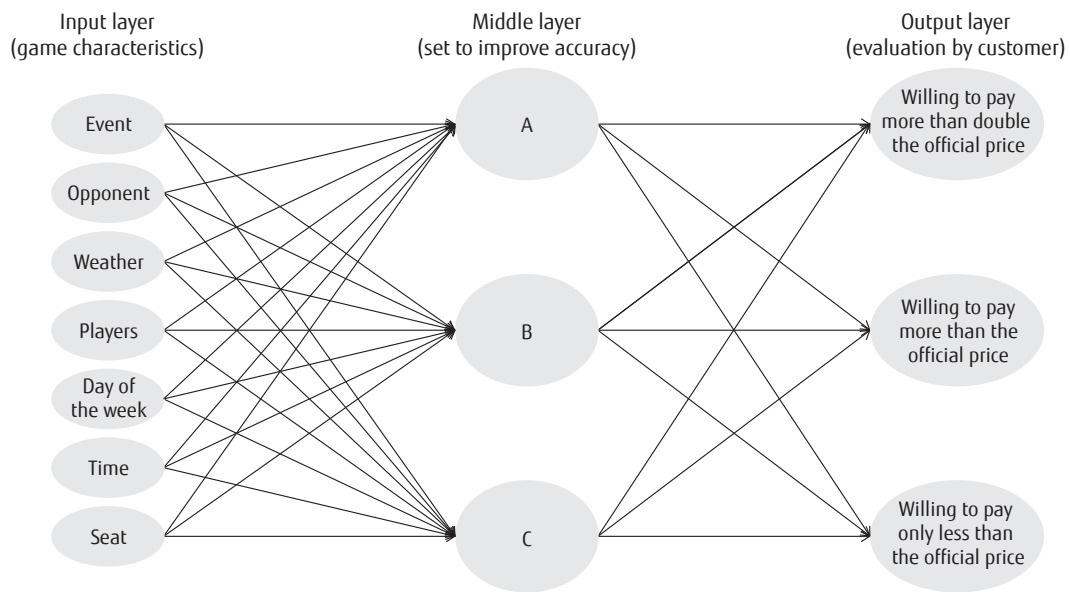 Input layer
(game characteristics)
Middle layer
(set to improve accuracy)
Output layer
(evaluation by customer)
Event
Opponent
Weather
Players
Day of
the week
Time
Seat
A
B
C
Willing to pay
more than double
the official price
Willing to pay
more than the
official price
Willing to pay
only less than
the official price